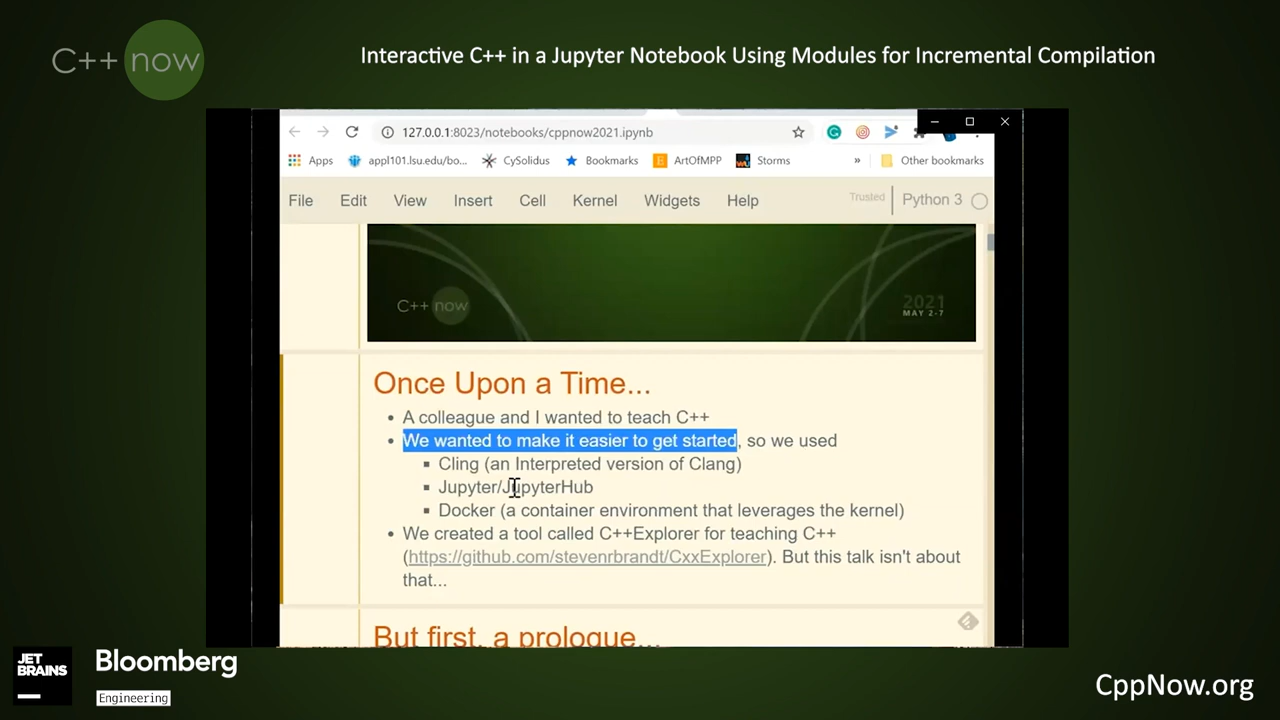 C++ now
Interactive C++ in a Jupyter Notebook Using Modules for Incremental Compilation
127.0.0.1:8023/notebooks/cppnow2021.ipynb
Apps
appl101.lsu.edu/bo...
CySolidus
Bookmarks
ArtOfMPP
Storms
»
Other bookmarks
File Edit View Insert Cell Kernel Widgets Help
Trusted
Python 3
C++ now
2021
MAY 2-7
Once Upon a Time...
• A colleague and I wanted to teach C++
• We wanted to make it easier to get started, so we used
▪ Cling (an Interpreted version of Clang)
▪ Jupyter/JupyterHub
▪ Docker (a container environment that leverages the kernel)
• We created a tool called C++Explorer for teaching C++
(https://github.com/stevenrbrandt/CxxExplorer). But this talk isn't about
that...
But first, a prologue...
JET
BRAINS
Bloomberg
Engineering
CppNow.org